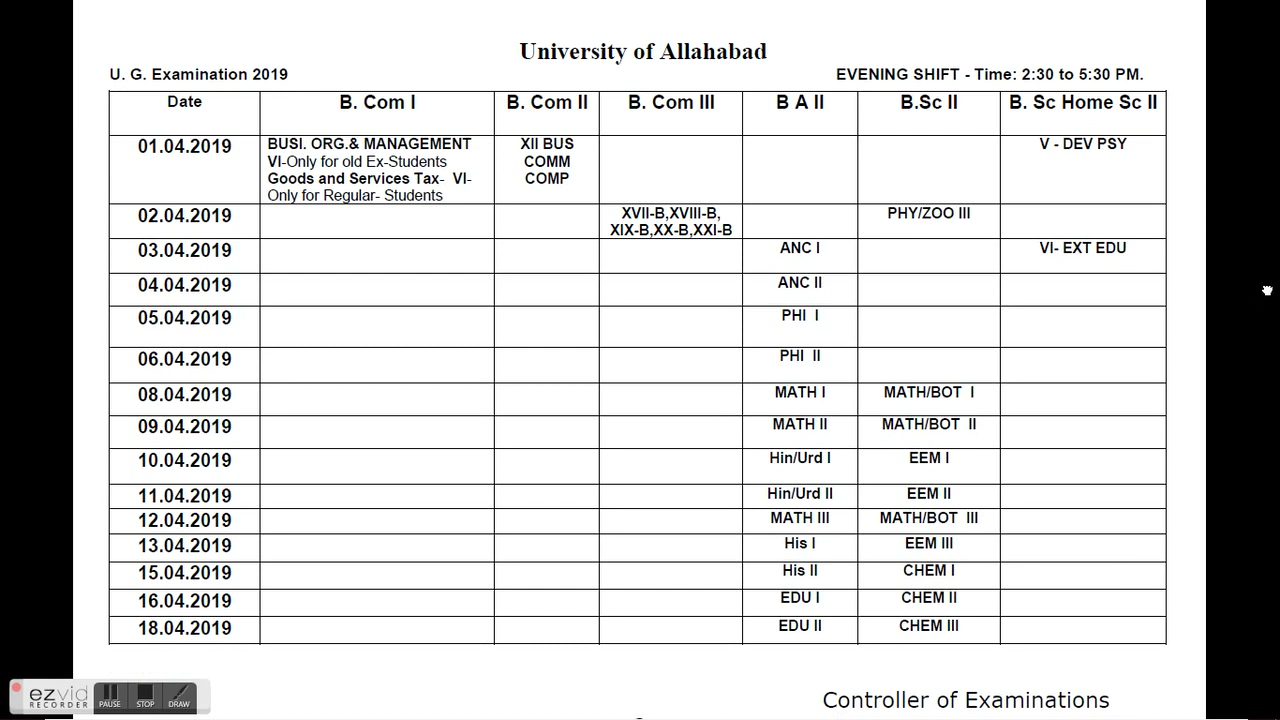 University of Allahabad
U. G. Examination 2019 EVENING SHIFT - Time: 2:30 to 5:30 PM.
Date B. Com I B. Com II B. Com III B A II B.Sc II B. Sc Home Sc II
01.04.2019 BUSI. ORG.& MANAGEMENT XII BUS V - DEV PSY
VI-Only for old Ex-Students COMM
Goods and Services Tax- VI- COMP
Only for Regular- Students
02.04.2019 XVII-B,XVIII-B, PHY/ZOO III
XIX-B,XX-B,XXI-B
03.04.2019 ANC I VI- EXT EDU
04.04.2019 ANC II
05.04.2019 PHI I
06.04.2019 PHI II
08.04.2019 MATH I MATH/BOT I
09.04.2019 MATH II MATH/BOT II
10.04.2019 Hin/Urd I EEM I
11.04.2019 Hin/Urd II EEM II
12.04.2019 MATH III MATH/BOT III
13.04.2019 His I EEM III
15.04.2019 His II CHEM I
16.04.2019 EDU I CHEM II
18.04.2019 EDU II CHEM III
Controller of Examinations
ezvid
RECORDER
PAUSE STOP DRAW